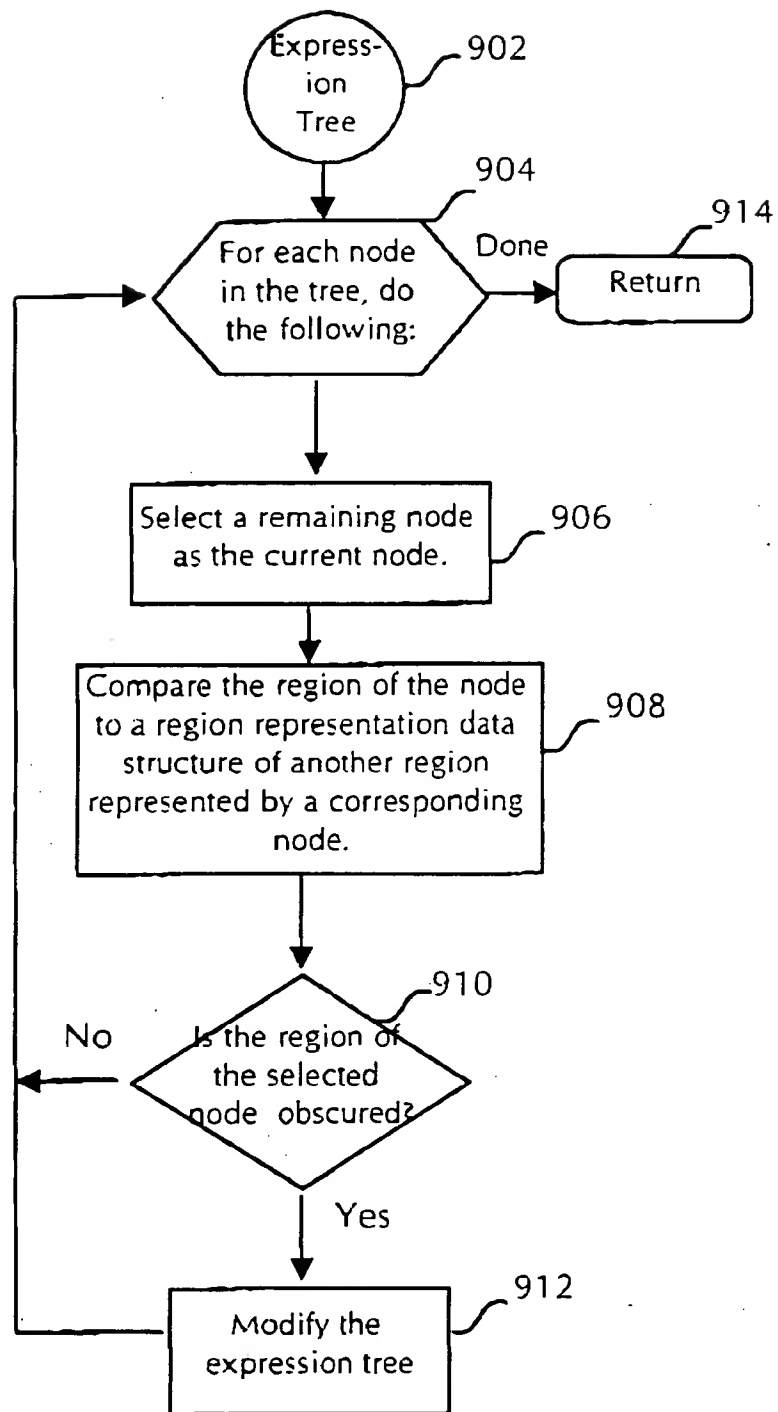 Express-
ion
Tree
902
904
For each node
in the tree, do
the following:
Done
914
Return
Select a remaining node
as the current node.
906
Compare the region of the node
to a region representation data
structure of another region
represented by a corresponding
node.
908
910
Is the region of
the selected
node obscured?
No
Yes
912
Modify the
expression tree